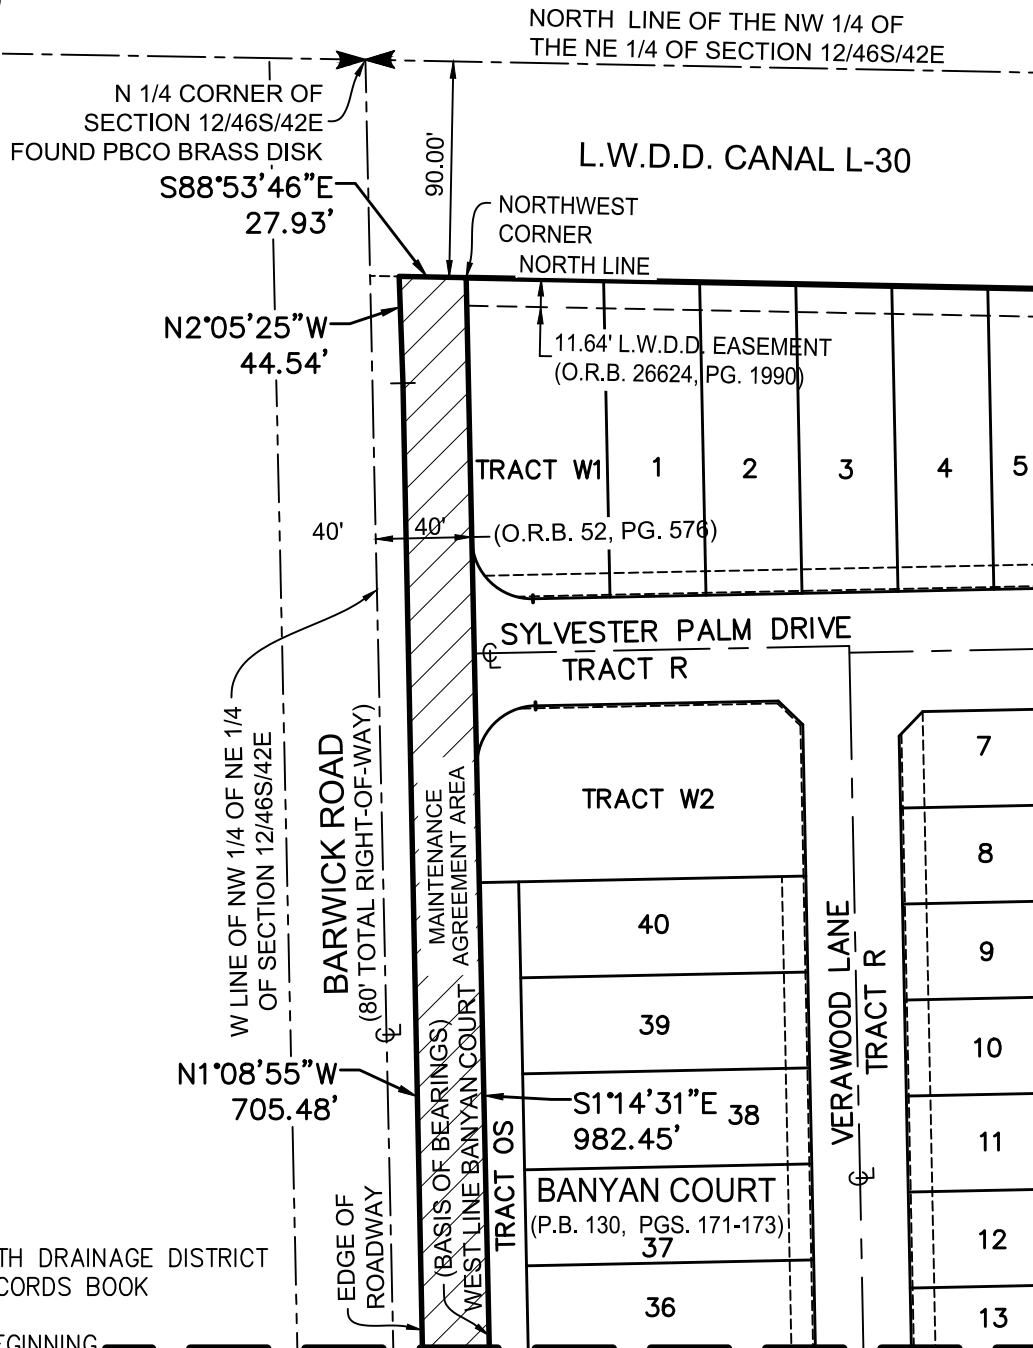 NORTH LINE OF THE NW 1/4 OF
THE NE 1/4 OF SECTION 12/46S/42E
N 1/4 CORNER OF
SECTION 12/46S/42E
FOUND PBCO BRASS DISK
S88°53'46"E
27.93'
90.00'
L.W.D.D. CANAL L-30
NORTHWEST
CORNER
NORTH LINE
N2°05'25"W
44.54'
11.64' L.W.D.D. EASEMENT
(O.R.B. 26624, PG. 1990)
TRACT W1
1
2
3
4
5
40'
40'
(O.R.B. 52, PG. 576)
SYLVESTER PALM DRIVE
TRACT R
W LINE OF NW 1/4 OF NE 1/4
OF SECTION 12/46S/42E
BARWICK ROAD
(80' TOTAL RIGHT-OF-WAY)
MAINTENANCE
AGREEMENT AREA
TRACT W2
7
8
40
9
39
10
VERAWOOD LANE
TRACT R
N1°08'55"W
705.48'
(BASIS OF BEARINGS)
WEST LINE BANYAN COURT
S1°14'31"E
982.45'
38
TRACT OS
11
BANYAN COURT
(P.B. 130, PGS. 171-173)
37
12
36
13
EDGE OF
ROADWAY
TH DRAINAGE DISTRICT
CORDS BOOK
EGINNING